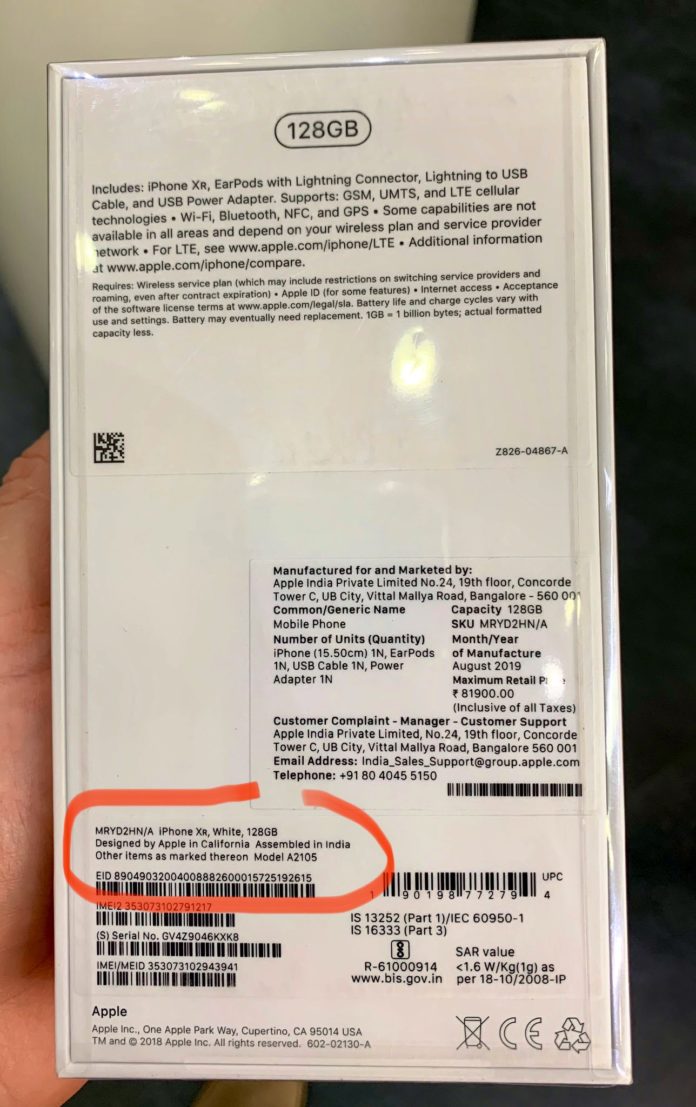 128GB
Includes: iPhone XR, EarPods with Lightning Connector, Lightning to USB
Cable, and USB Power Adapter. Supports: GSM, UMTS, and LTE cellular
technologies • Wi-Fi, Bluetooth, NFC, and GPS • Some capabilities are not
available in all areas and depend on your wireless plan and service provider
network • For LTE, see www.apple.com/iphone/LTE • Additional information
at www.apple.com/iphone/compare.
Requires: Wireless service plan (which may include restrictions on switching service providers and
roaming, even after contract expiration) • Apple ID (for some features) • Internet access • Acceptance
of the software license terms at www.apple.com/legal/sla. Battery life and charge cycles vary with
use and settings. Battery may eventually need replacement. 1GB = 1 billion bytes; actual formatted
capacity less.
Z826-04867-A
Manufactured for and Marketed by:
Apple India Private Limited No.24, 19th floor, Concorde
Tower C, UB City, Vittal Mallya Road, Bangalore - 560 001
Common/Generic Name
Mobile Phone
Number of Units (Quantity)
iPhone (15.50cm) 1N, EarPods
1N, USB Cable 1N, Power
Adapter 1N
Capacity 128GB
SKU MRYD2HN/A
Month/Year
of Manufacture
August 2019
Maximum Retail Price
₹ 81900.00
(Inclusive of all Taxes)
Customer Complaint - Manager - Customer Support
Apple India Private Limited, No.24, 19th floor, Concorde
Tower C, UB City, Vittal Mallya Road, Bangalore 560 001
Email Address: India_Sales_Support@group.apple.com
Telephone: +91 80 4045 5150
MRYD2HN/A iPhone XR, White, 128GB
Designed by Apple in California Assembled in India
Other items as marked thereon Model A2105
EID 89049032004008882600015725192615
IMEI2 353073102791217
(S) Serial No. GV4Z9046KXK8
IMEI/MEID 353073102943941
UPC
1 90198 77279 4
IS 13252 (Part 1)/IEC 60950-1
IS 16333 (Part 3)
R-61000914
www.bis.gov.in
SAR value
<1.6 W/Kg(1g) as
per 18-10/2008-IP
Apple
Apple Inc., One Apple Park Way, Cupertino, CA 95014 USA
TM and © 2018 Apple Inc. All rights reserved. 602-02130-A
CE